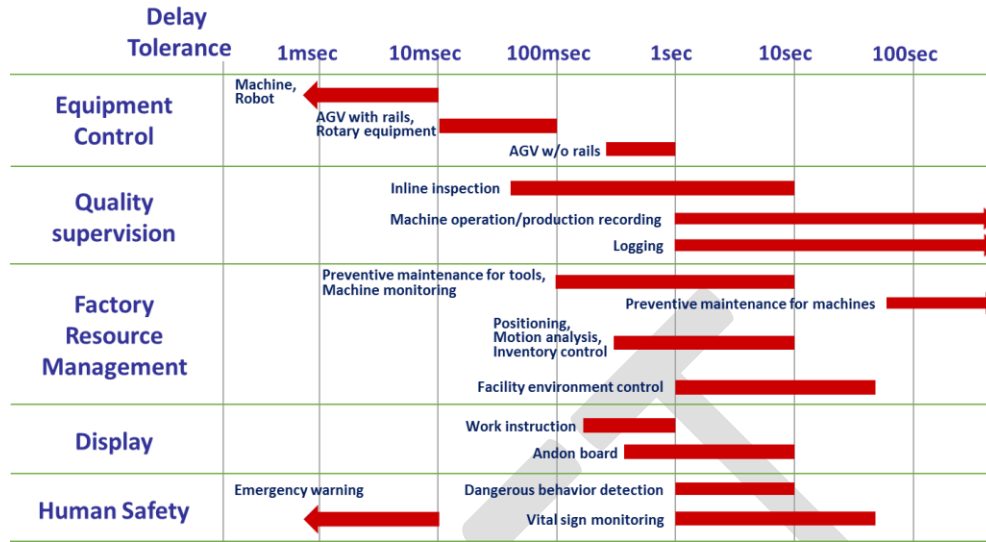 Delay
Tolerance
1msec
10msec
100msec
1sec
10sec
100sec
Equipment
Control
Machine,
Robot
AGV with rails,
Rotary equipment
AGV w/o rails
Quality
supervision
Inline inspection
Machine operation/production recording
Logging
Factory
Resource
Management
Preventive maintenance for tools,
Machine monitoring
Preventive maintenance for machines
Positioning,
Motion analysis,
Inventory control
Facility environment control
Display
Work instruction
Andon board
Human Safety
Emergency warning
Dangerous behavior detection
Vital sign monitoring